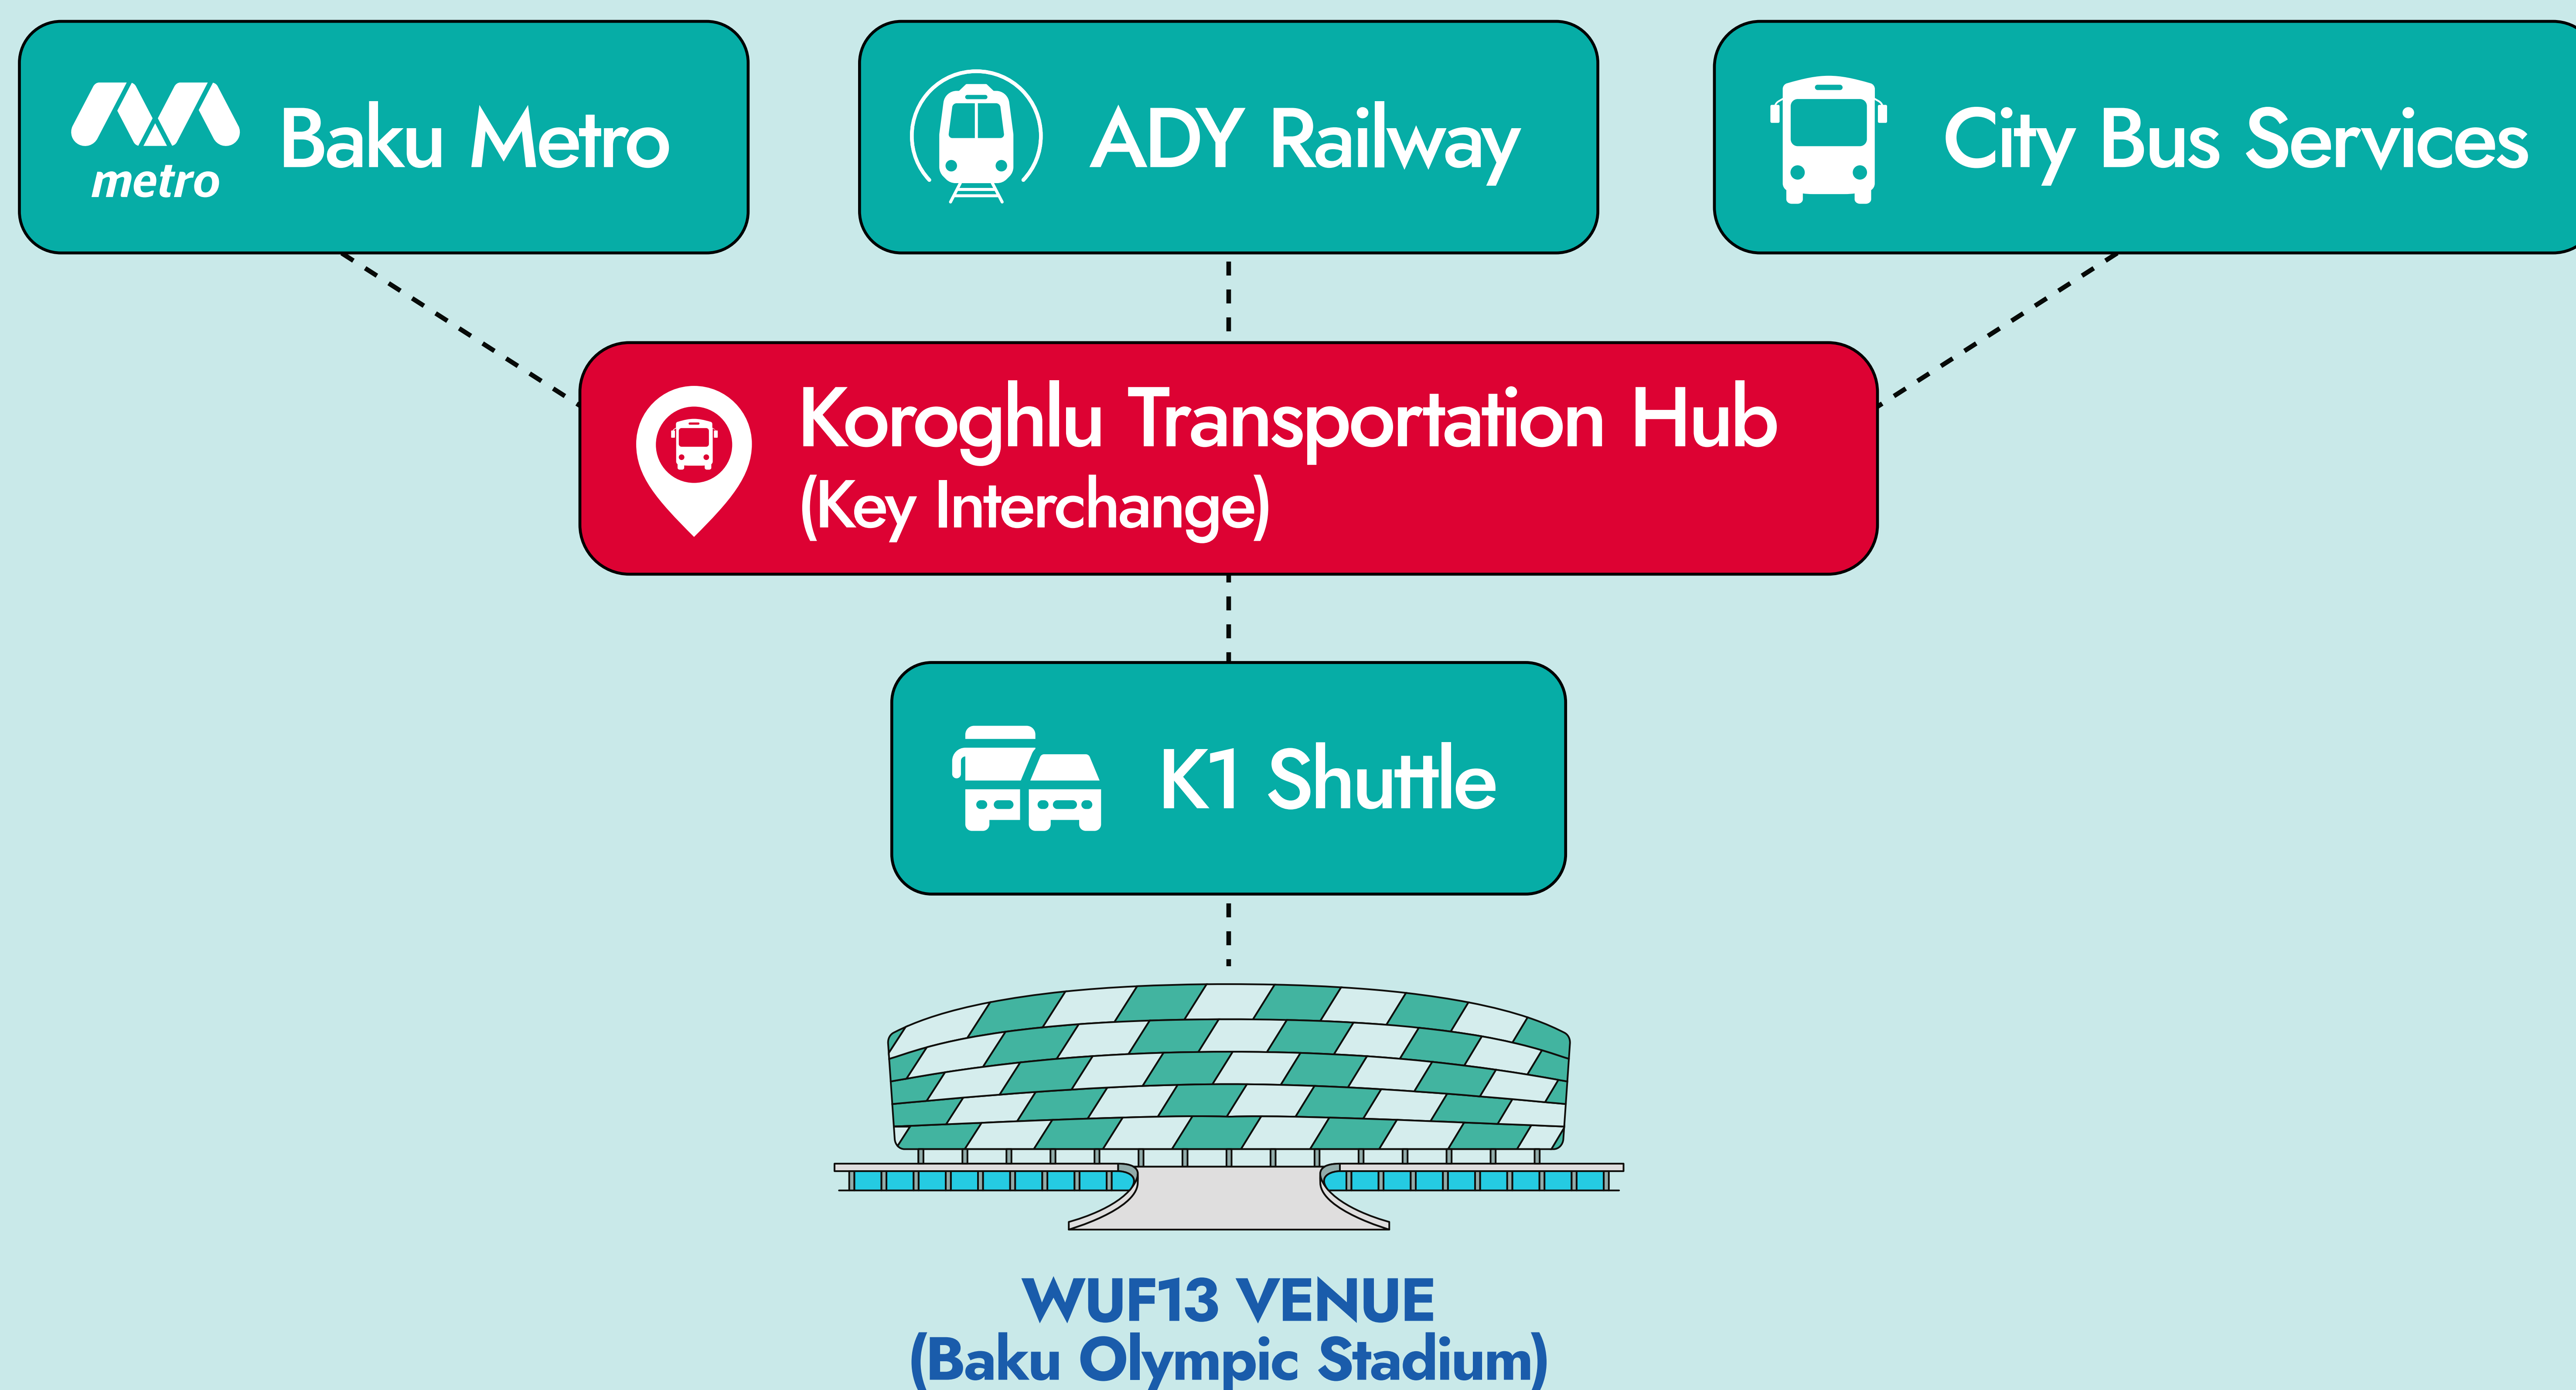 metro
Baku Metro
ADY Railway
City Bus Services
Koroghlu Transportation Hub
(Key Interchange)
K1 Shuttle
WUF13 VENUE
(Baku Olympic Stadium)